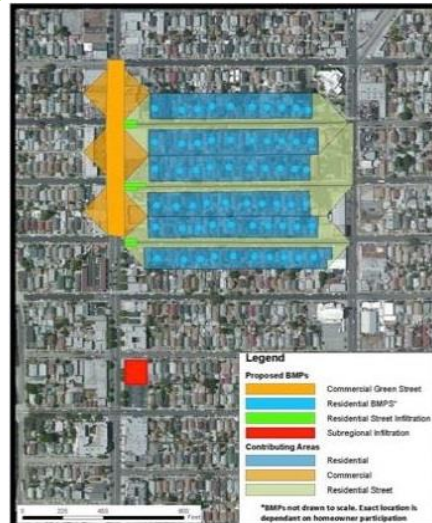 Legend
Proposed BMPs
Commercial Green Street
Residential BMPS*
Residential Street Infiltration
Subregional Infiltration
Contributing Areas
Residential
Commercial
Residential Street
*BMPs not drawn to scale. Exact location is
dependant on homeowner participation
0
Feet